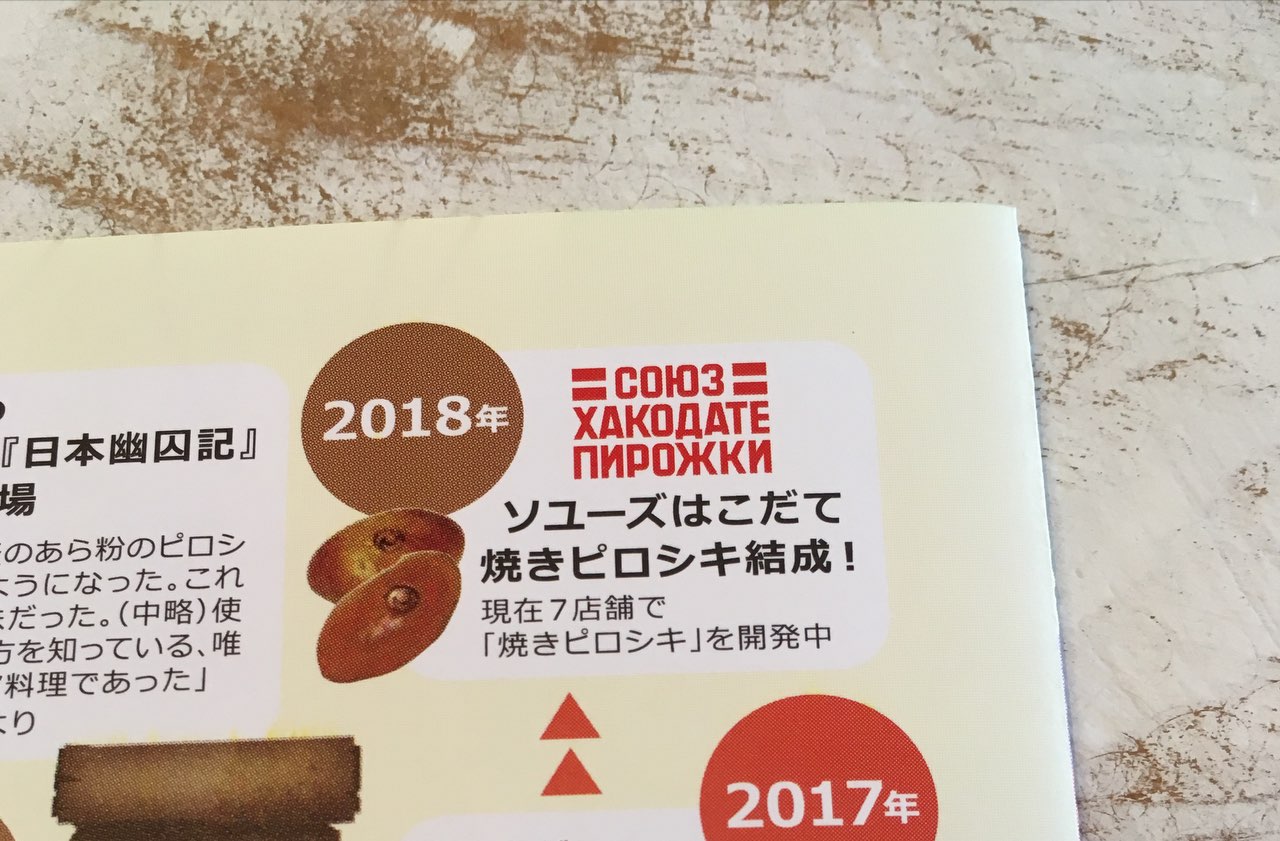 『日本幽囚記』
場
のあら粉のピロシ
ようになった。これ
だった。(中略)使
方を知っている、唯
料理であった」
より
2018年
СОЮЗ
ХАКОДАТЕ
ПИРОЖКИ
ソユーズはこだて
焼きピロシキ結成!
現在7店舗で
「焼きピロシキ」を開発中
2017年